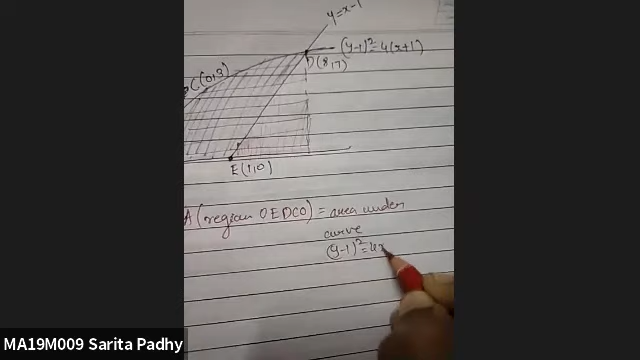 y=x-1
(y-1)²=4(x+1)
D(8,7)
C(0,3)
E(1,0)
A(region OEDCO) = area under
curve
(y-1)²=4x
MA19M009 Sarita Padhy